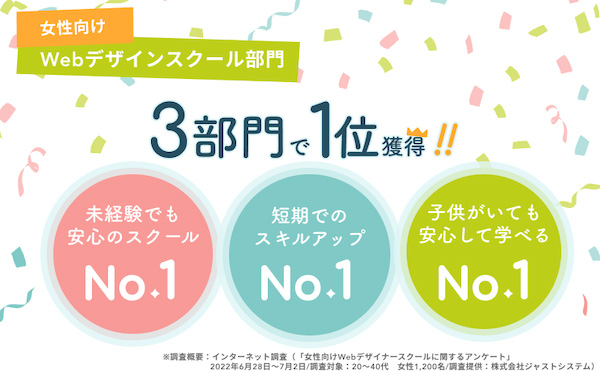 女性向け
Webデザインスクール部門
3部門で1位獲得!!
未経験でも
安心のスクール
No.1
短期での
スキルアップ
No.1
子供がいても
安心して学べる
No.1
※調査概要:インターネット調査(「女性向けWebデザイナースクールに関するアンケート」
2022年6月28日〜7月2日/調査対象:20〜40代 女性1,200名/調査提供:株式会社ジャストシステム)